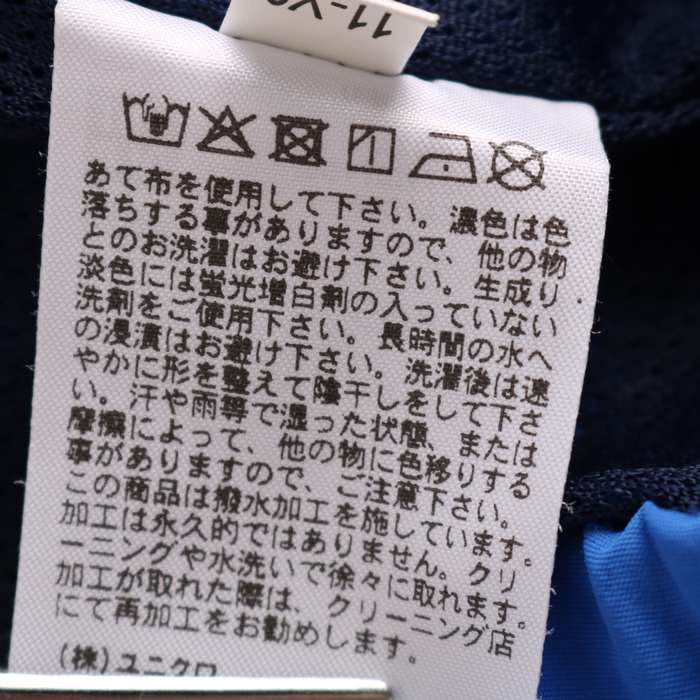 11-Y0
あて布を使用して下さい。濃色は色
落ちする事がありますので、他の物
とのお洗濯はお避け下さい。生成り・
淡色には蛍光増白剤の入っていない
洗剤をご使用下さい。長時間の水へ
の浸漬はお避け下さい。洗濯後は速
やかに形を整えて陰干しをして下さ
い。汗や雨等で湿った状態、または
摩擦によって、他の物に色移りする
事がありますので、ご注意下さい。
この商品は撥水加工を施しています。
加工は永久的ではありません。クリ
ーニングや水洗いで徐々に取れます。
加工が取れた際は、クリーニング店
にて再加工をお勧めします。
(株)ユニクロ